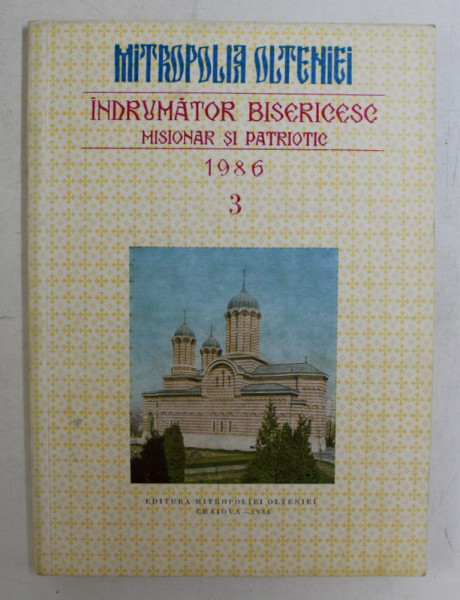 MITROPOLIA OLTENIEI
ÎNDRUMĂTOR BISERICESC
MISIONAR ȘI PATRIOTIC
1986
3
EDITURA MITROPOLIEI OLTENIEI
CRAIOVA — 1986